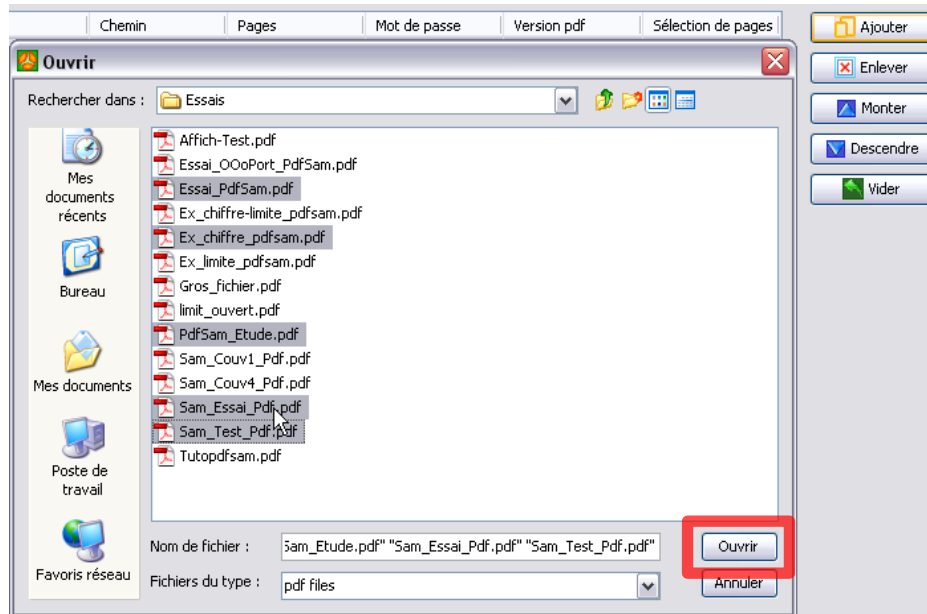 Chemin Pages Mot de passe Version pdf Sélection de pages
Ajouter
Enlever
Monter
Descendre
Vider
Ouvrir
Rechercher dans : Essais
Mes
documents
récents
Bureau
Mes documents
Poste de
travail
Favoris réseau
Affich-Test.pdf
Essai_OOoPort_PdfSam.pdf
Essai_PdfSam.pdf
Ex_chiffre-limite_pdfsam.pdf
Ex_chiffre_pdfsam.pdf
Ex_limite_pdfsam.pdf
Gros_fichier.pdf
limit_ouvert.pdf
PdfSam_Etude.pdf
Sam_Couv1_Pdf.pdf
Sam_Couv4_Pdf.pdf
Sam_Essai_Pdf.pdf
Sam_Test_Pdf.pdf
Tutopdfsam.pdf
Nom de fichier : Sam_Etude.pdf" "Sam_Essai_Pdf.pdf" "Sam_Test_Pdf.pdf" Ouvrir
Fichiers du type : pdf files Annuler